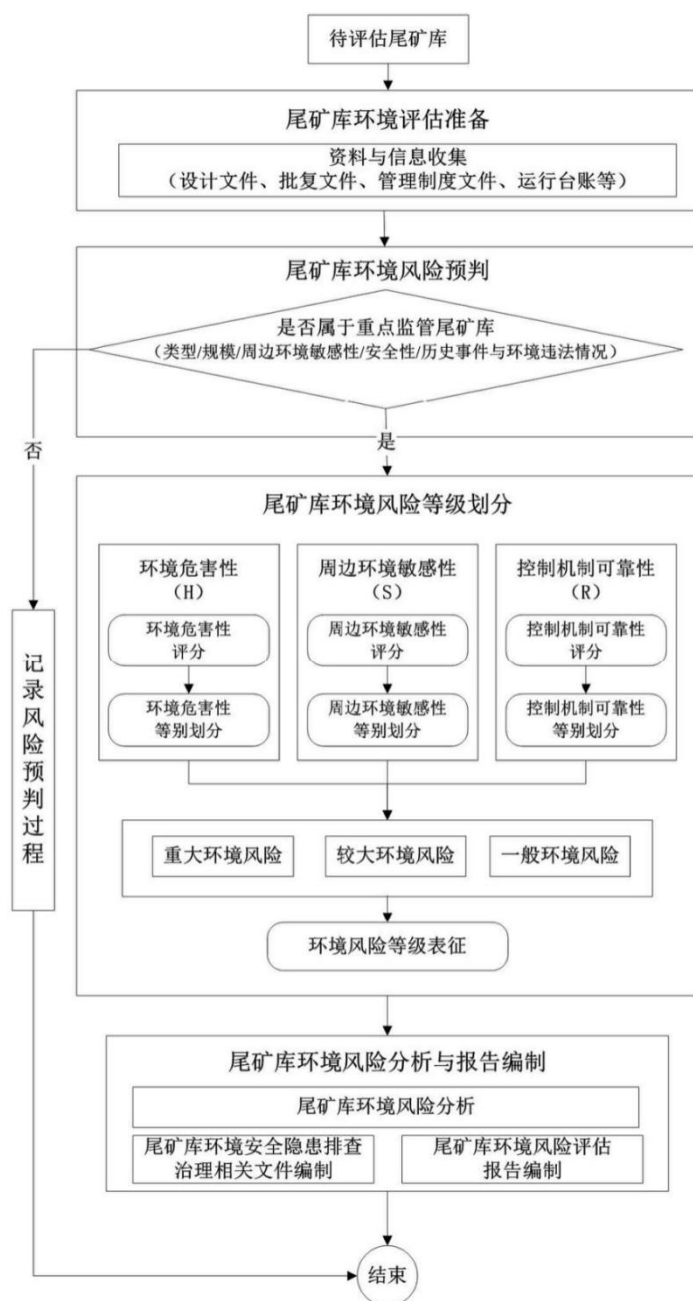 待评估尾矿库
尾矿库环境评估准备
资料与信息收集
（设计文件、批复文件、管理制度文件、运行台账等）
尾矿库环境风险预判
是否属于重点监管尾矿库
（类型/规模/周边环境敏感性/安全性/历史事件与环境违法情况）
否
是
记录风险预判过程
尾矿库环境风险等级划分
环境危害性
（H）
环境危害性
评分
环境危害性
等别划分
周边环境敏感性
（S）
周边环境敏感性
评分
周边环境敏感性
等别划分
控制机制可靠性
（R）
控制机制可靠性
评分
控制机制可靠性
等别划分
重大环境风险
较大环境风险
一般环境风险
环境风险等级表征
尾矿库环境风险分析与报告编制
尾矿库环境风险分析
尾矿库环境安全隐患排查
治理相关文件编制
尾矿库环境风险评估
报告编制
结束